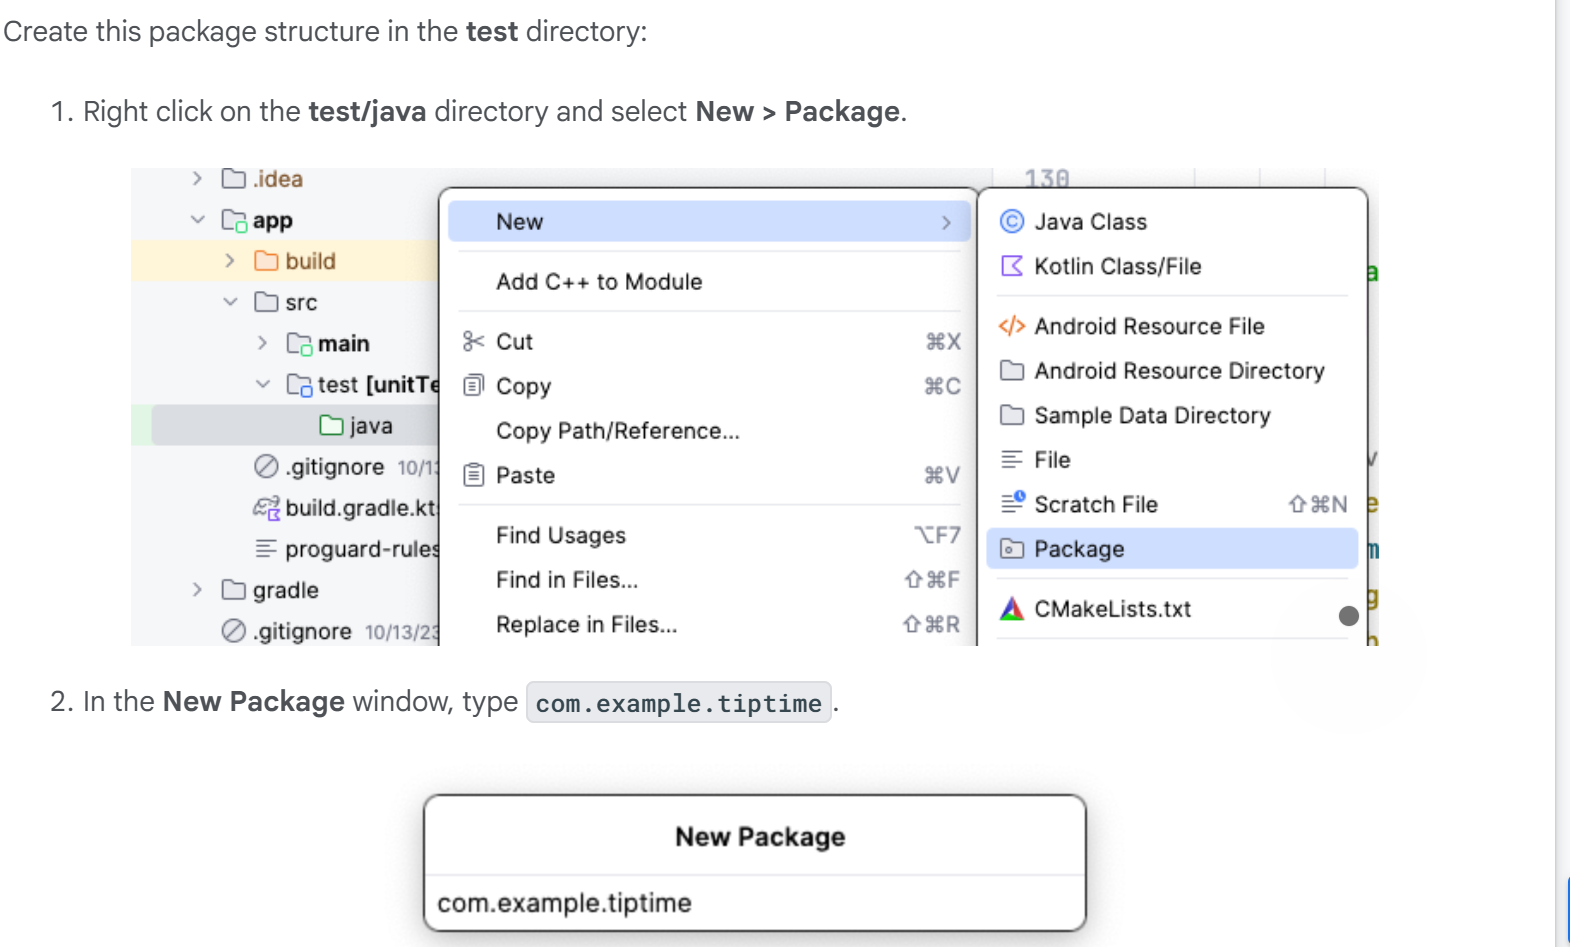 Create this package structure in the test directory:
1. Right click on the test/java directory and select New > Package.
.idea
app
build
src
main
test [unitTe
java
.gitignore 10/13
build.gradle.kt
proguard-rules
gradle
.gitignore 10/13/23
New
Add C++ to Module
Cut ⌘X
Copy ⌘C
Copy Path/Reference...
Paste ⌘V
Find Usages ⌥F7
Find in Files... ⇧⌘F
Replace in Files... ⇧⌘R
130
Java Class
Kotlin Class/File
Android Resource File
Android Resource Directory
Sample Data Directory
File
Scratch File ⇧⌘N
Package
CMakeLists.txt
2. In the New Package window, type com.example.tiptime.
New Package
com.example.tiptime